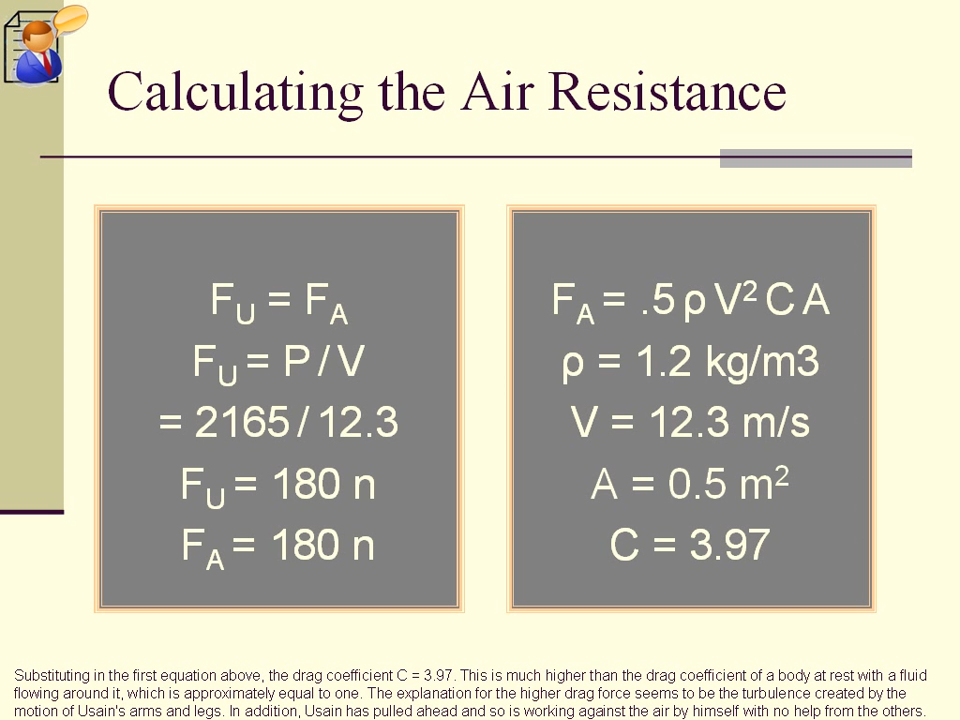 Calculating the Air Resistance
F_U = F_A
F_U = P / V
= 2165 / 12.3
F_U = 180 n
F_A = 180 n
F_A = .5 ρ V² C A
ρ = 1.2 kg/m3
V = 12.3 m/s
A = 0.5 m²
C = 3.97
Substituting in the first equation above, the drag coefficient C = 3.97. This is much higher than the drag coefficient of a body at rest with a fluid
flowing around it, which is approximately equal to one. The explanation for the higher drag force seems to be the turbulence created by the
motion of Usain's arms and legs. In addition, Usain has pulled ahead and so is working against the air by himself with no help from the others.